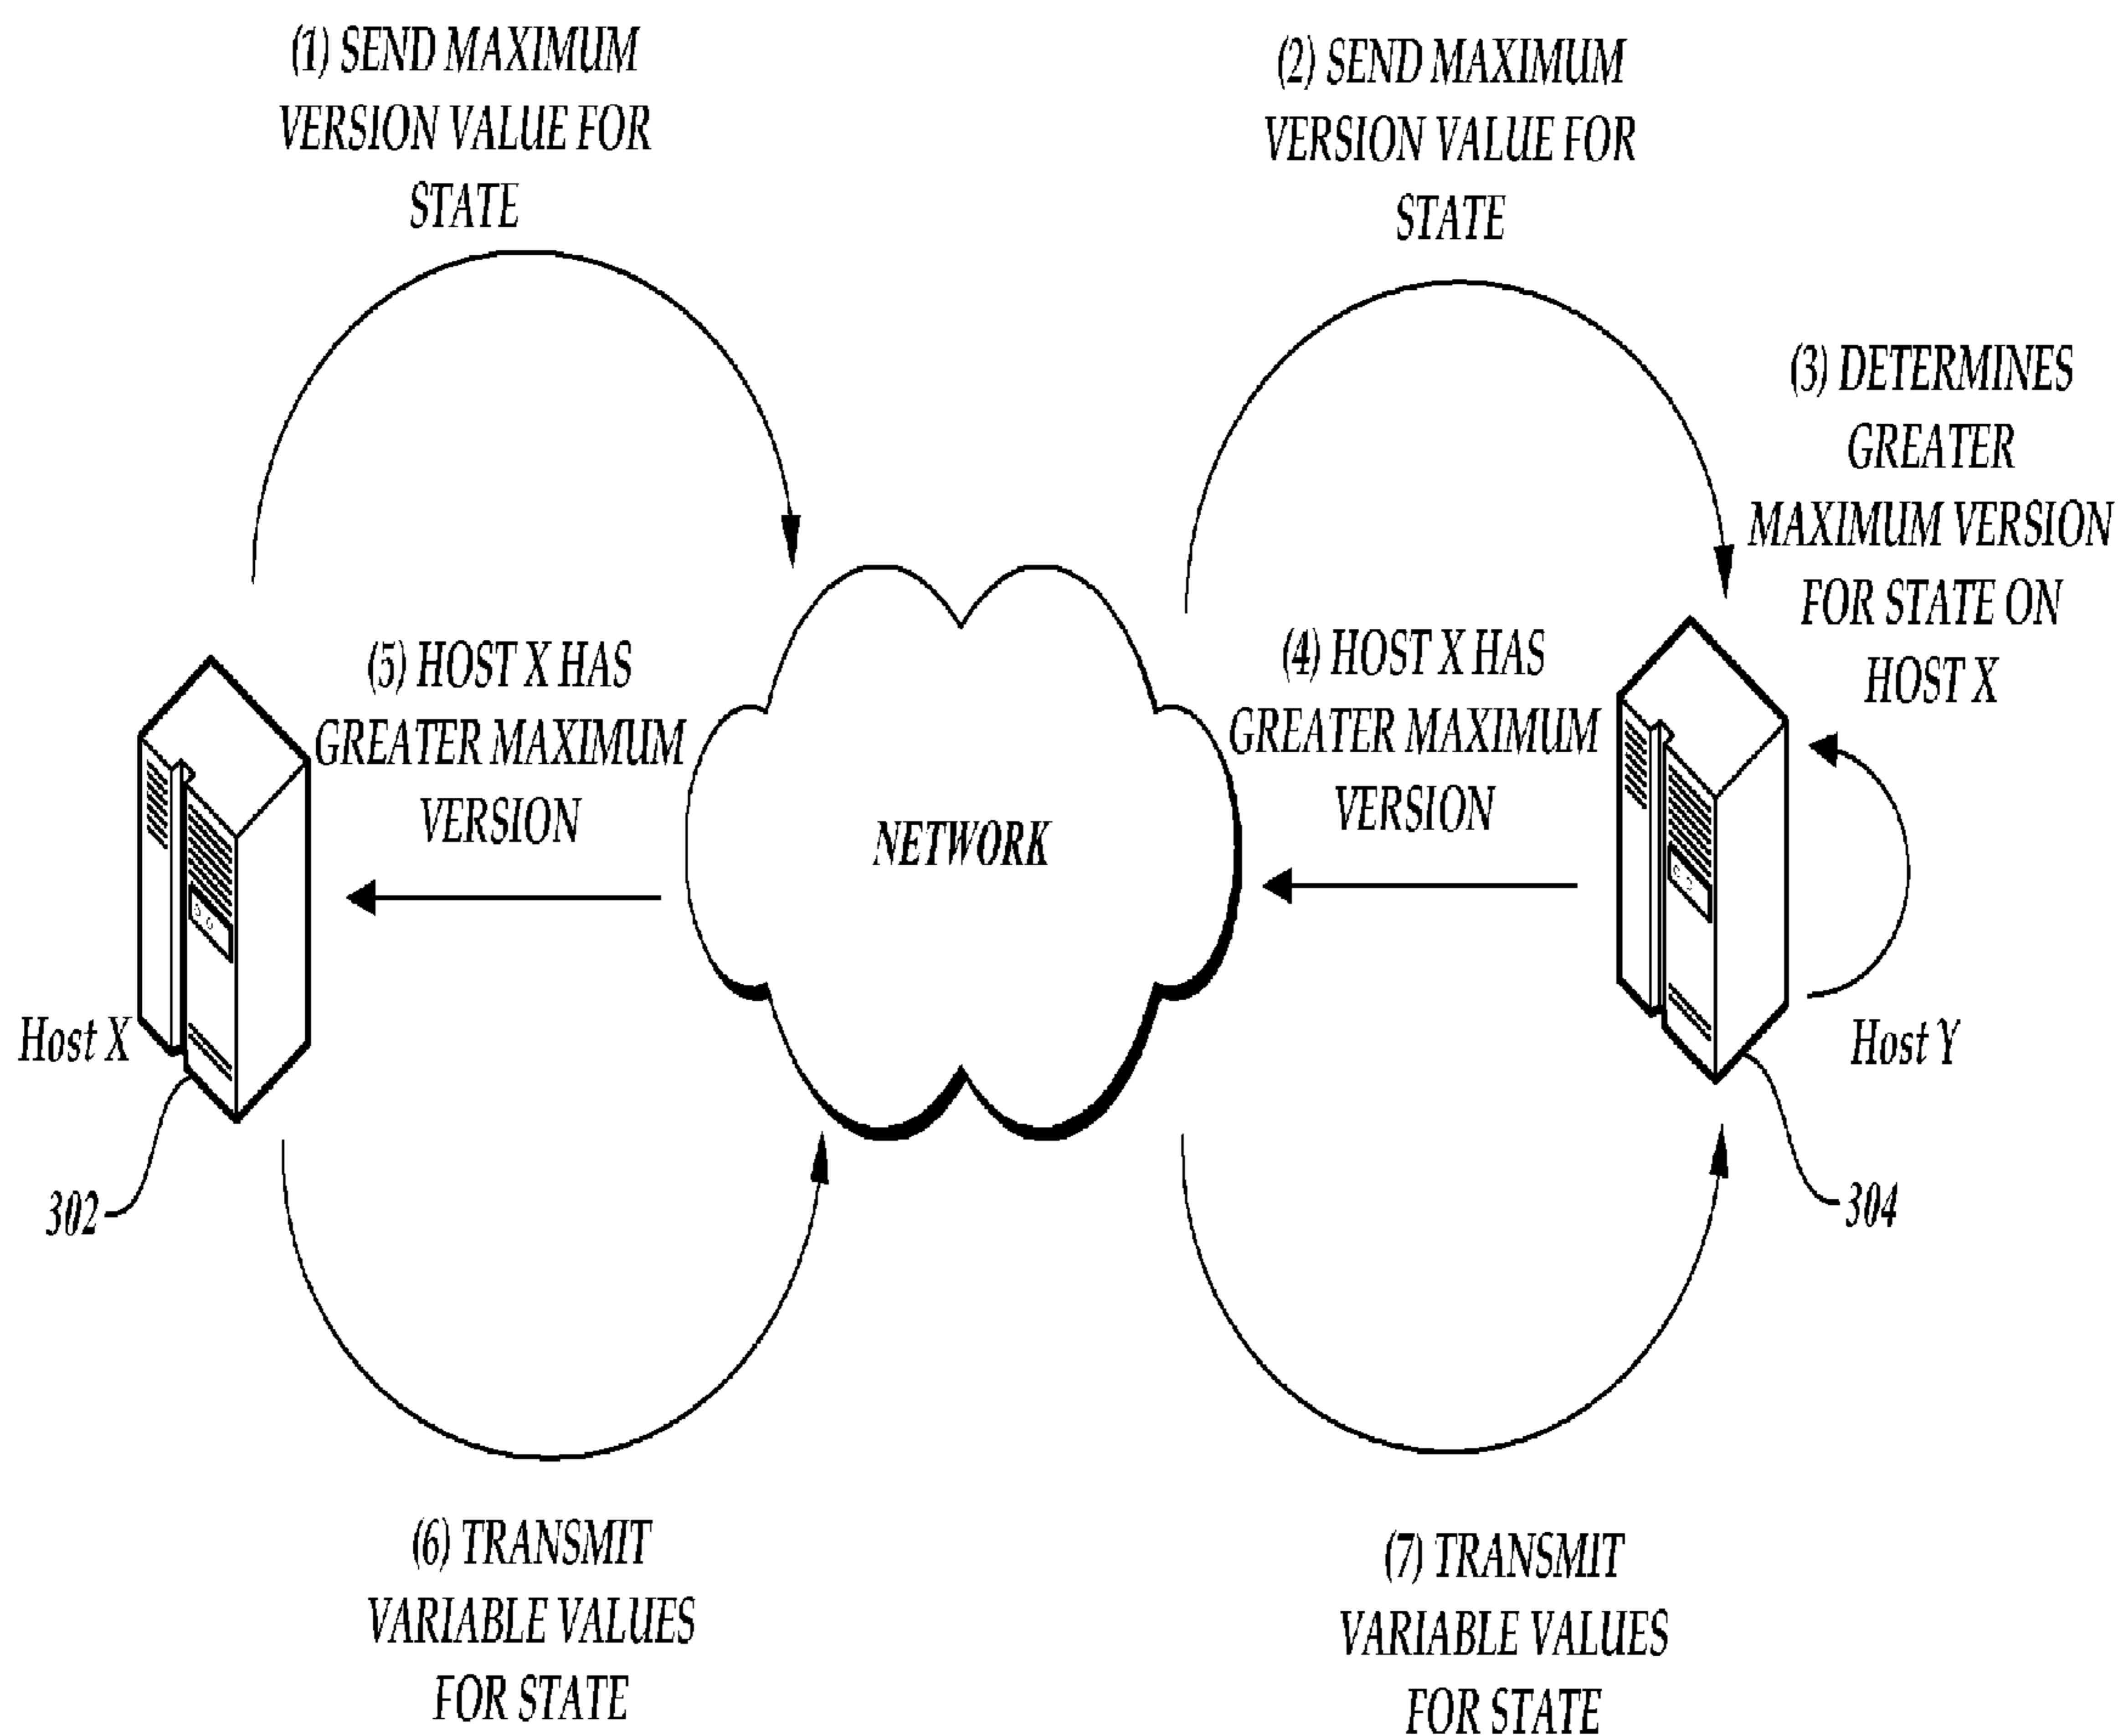 (1) SEND MAXIMUM
VERSION VALUE FOR
STATE
(2) SEND MAXIMUM
VERSION VALUE FOR
STATE
(3) DETERMINES
GREATER
MAXIMUM VERSION
FOR STATE ON
HOST X
(4) HOST X HAS
GREATER MAXIMUM
VERSION
(5) HOST X HAS
GREATER MAXIMUM
VERSION
NETWORK
Host X
Host Y
302
304
(6) TRANSMIT
VARIABLE VALUES
FOR STATE
(7) TRANSMIT
VARIABLE VALUES
FOR STATE